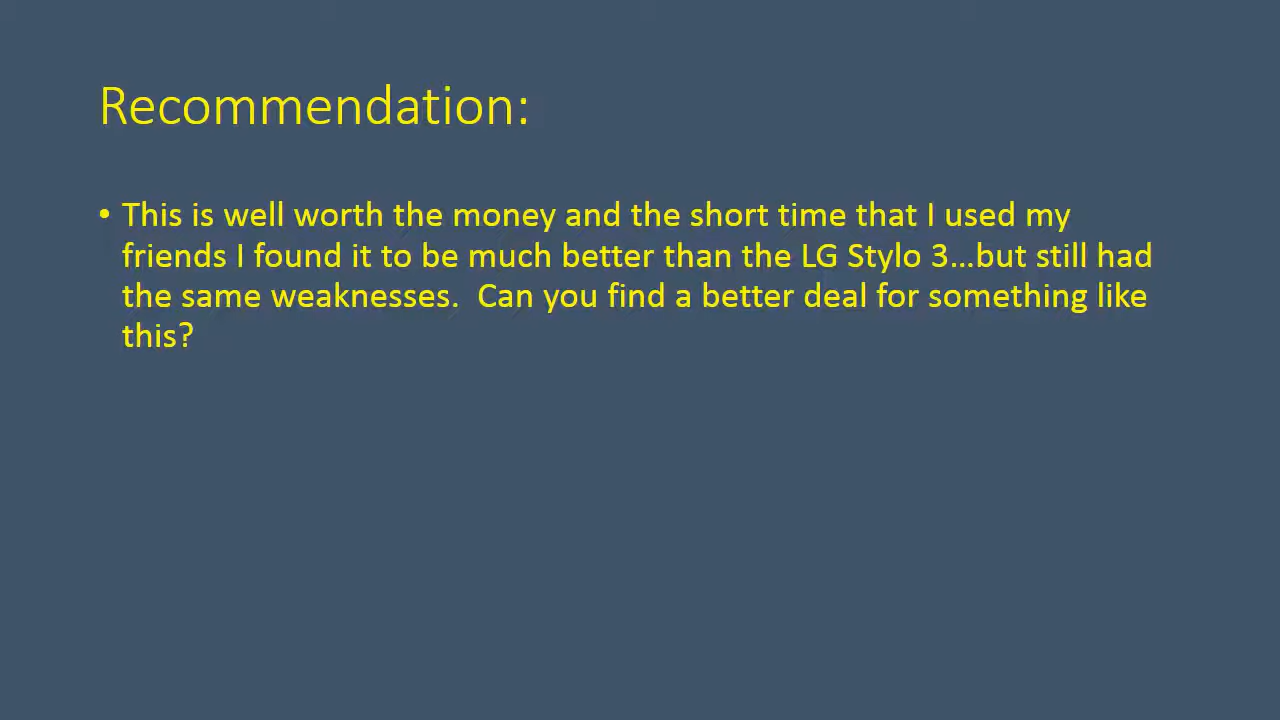 Recommendation:
• This is well worth the money and the short time that I used my
friends I found it to be much better than the LG Stylo 3…but still had
the same weaknesses.  Can you find a better deal for something like
this?